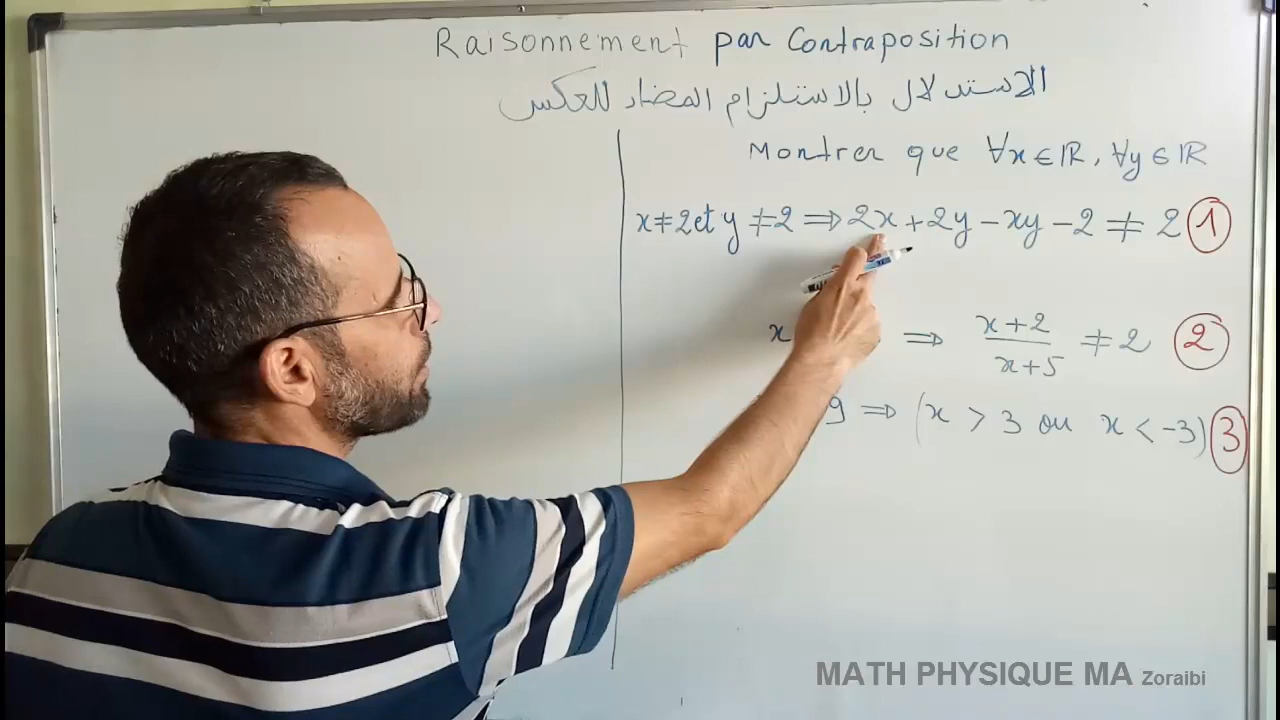 Raisonnement par Contraposition
الاستدلال بالاستلزام المضاد للعكس
Montrer que ∀x∈ℝ, ∀y∈ℝ
x≠2 et y≠2 ⇒ 2x+2y-xy-2≠2 1
x ⇒ (x+2)/(x+5) ≠2 2
9 ⇒ (x > 3 ou x < -3) 3
MATH PHYSIQUE MA Zoraibi